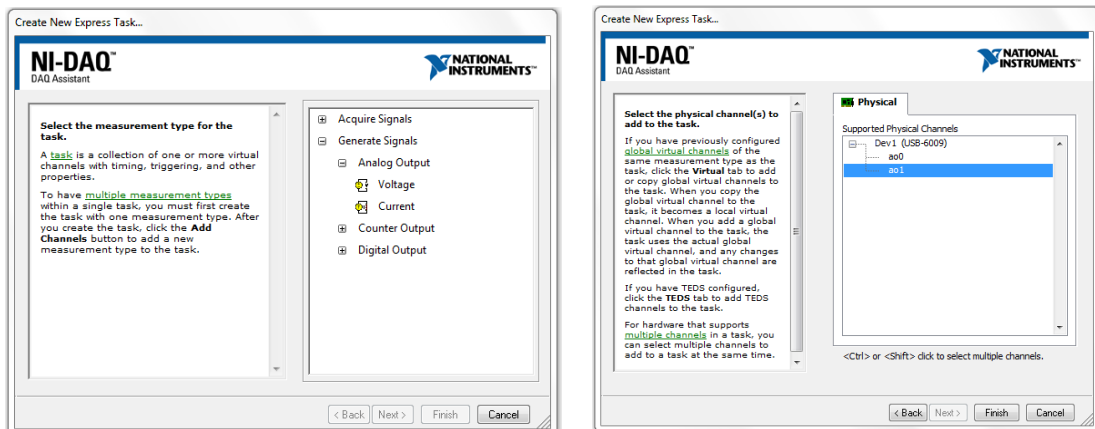 Create New Express Task...
NI-DAQ™
DAQ Assistant
NATIONAL
INSTRUMENTS™
Select the measurement type for the
task.
A task is a collection of one or more virtual
channels with timing, triggering, and other
properties.
To have multiple measurement types
within a single task, you must first create
the task with one measurement type. After
you create the task, click the Add
Channels button to add a new
measurement type to the task.
Acquire Signals
Generate Signals
Analog Output
Voltage
Current
Counter Output
Digital Output
< Back
Next >
Finish
Cancel
Create New Express Task...
NI-DAQ™
DAQ Assistant
NATIONAL
INSTRUMENTS™
Select the physical channel(s) to
add to the task.
If you have previously configured
global virtual channels of the
same measurement type as the
task, click the Virtual tab to add
or copy global virtual channels to
the task. When you copy the
global virtual channel to the
task, it becomes a local virtual
channel. When you add a global
virtual channel to the task, the
task uses the actual global
virtual channel, and any changes
to that global virtual channel are
reflected in the task.
If you have TEDS configured,
click the TEDS tab to add TEDS
channels to the task.
For hardware that supports
multiple channels in a task, you
can select multiple channels to
add to a task at the same time.
Physical
Supported Physical Channels
Dev1 (USB-6009)
ao0
ao1
<Ctrl> or <Shift> click to select multiple channels.
< Back
Next >
Finish
Cancel